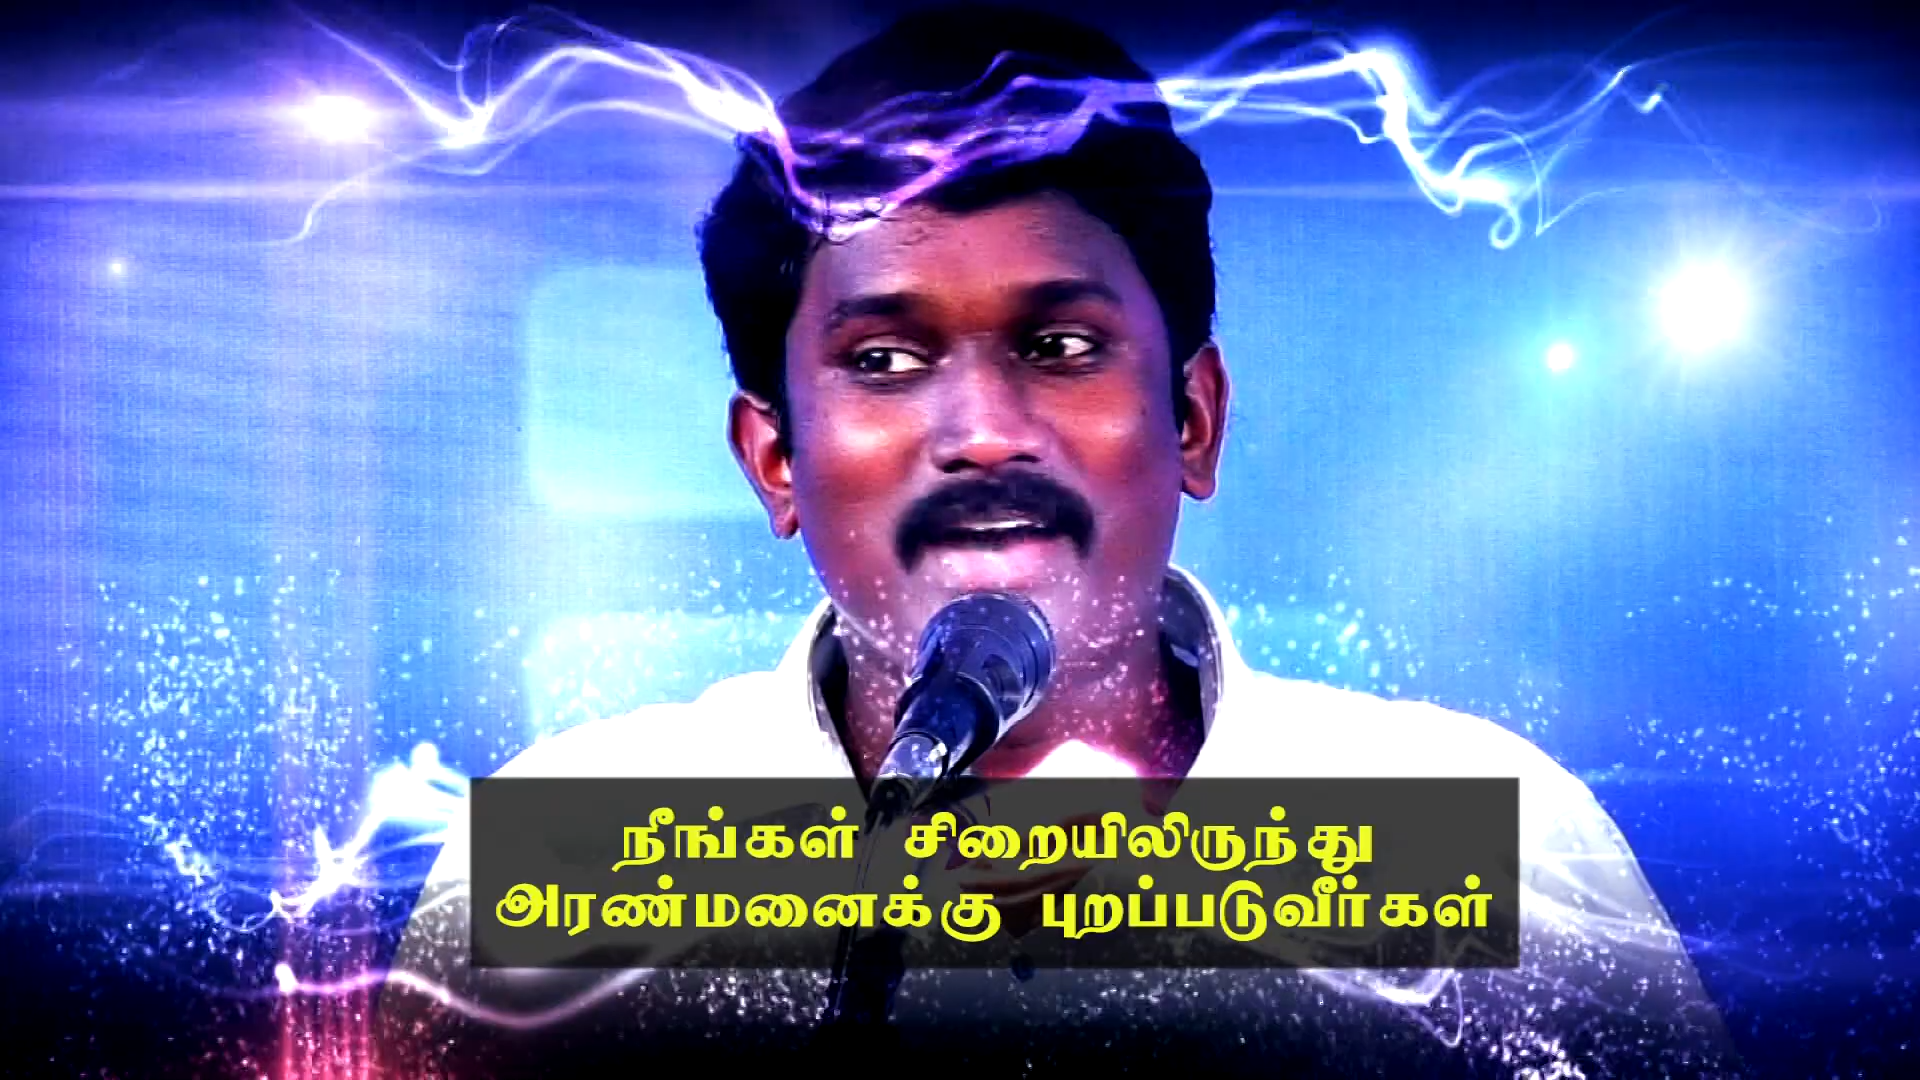 நீங்கள் சிறையிலிருந்து
அரண்மனைக்கு புறப்படுவீர்கள்